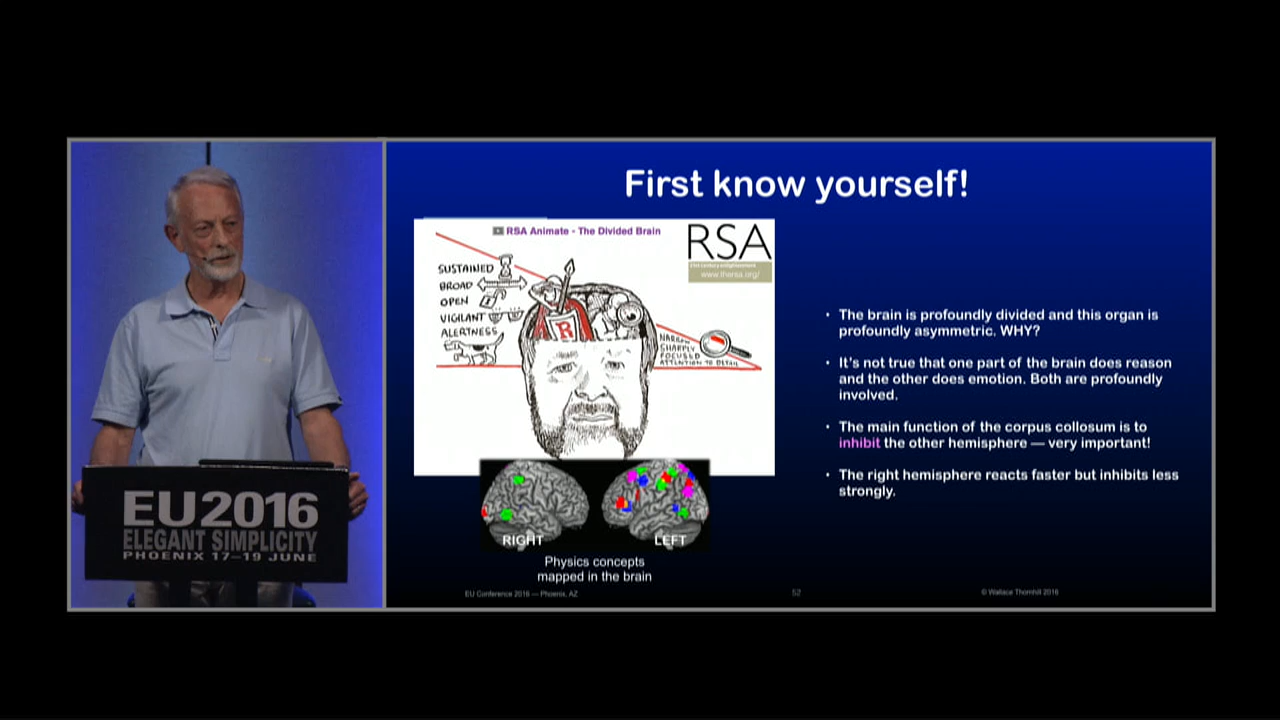 First know yourself!
RSA Animate - The Divided Brain
RSA
21st century enlightenment
www.thersa.org/
SUSTAINED
BROAD
OPEN
VIGILANT
ALERTNESS
R
NARROW
SHARPLY
FOCUSED
ATTENTION TO DETAIL
• The brain is profoundly divided and this organ is
profoundly asymmetric. WHY?
• It's not true that one part of the brain does reason
and the other does emotion. Both are profoundly
involved.
• The main function of the corpus collosum is to
inhibit the other hemisphere — very important!
• The right hemisphere reacts faster but inhibits less
strongly.
RIGHT
LEFT
Physics concepts
mapped in the brain
EU Conference 2016 — Phoenix, AZ
52
© Wallace Thornhill 2016
EU2016
ELEGANT SIMPLICITY
PHOENIX 17–19 JUNE